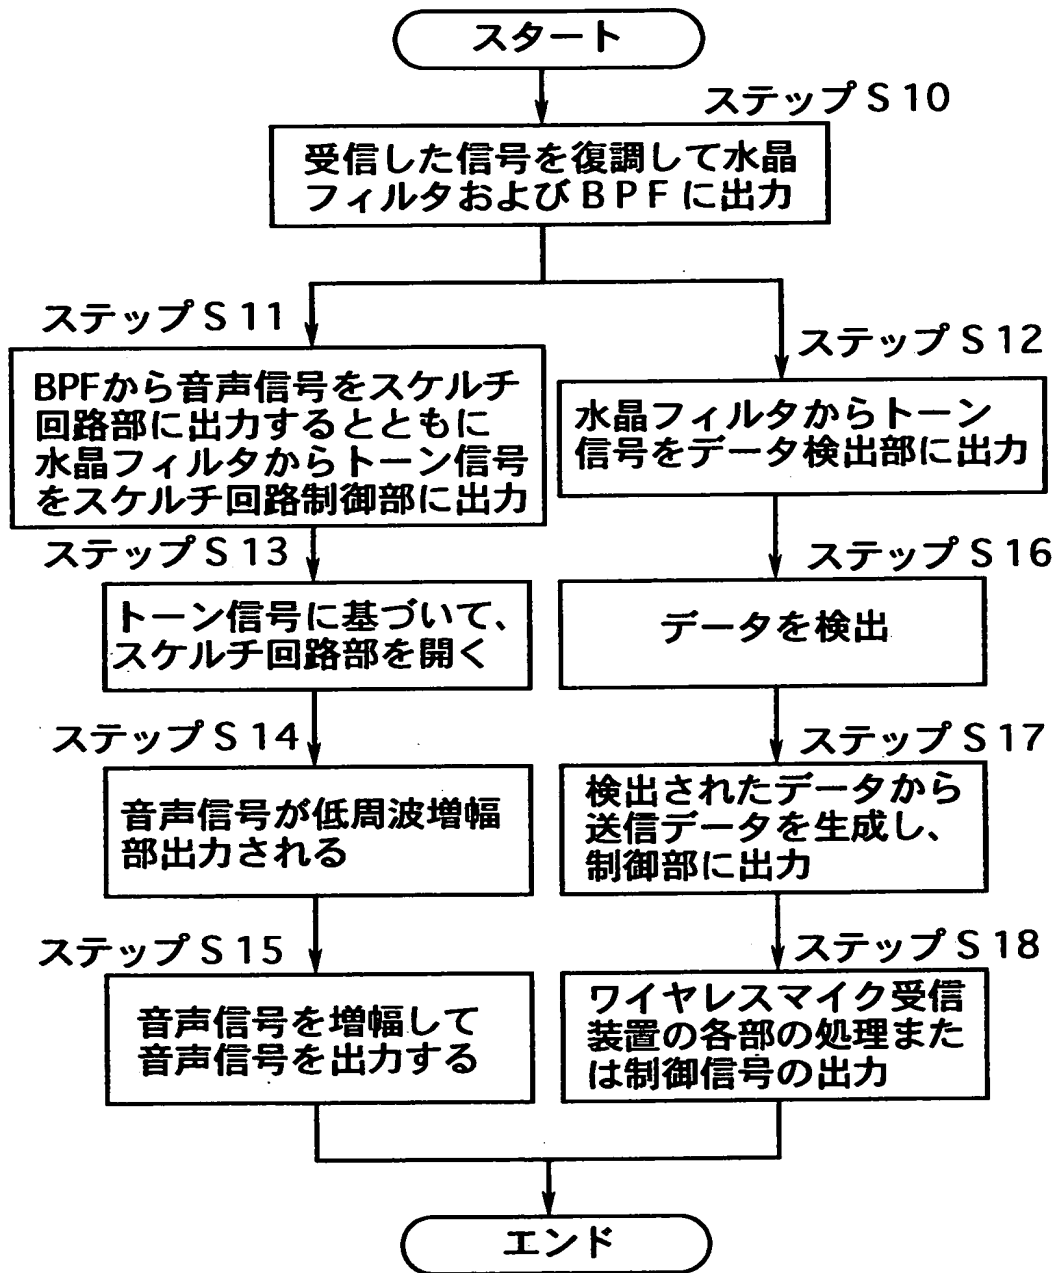 スタート
ステップS10
受信した信号を復調して水晶
フィルタおよびBPFに出力
ステップS11
BPFから音声信号をスケルチ
回路部に出力するとともに
水晶フィルタからトーン信号
をスケルチ回路制御部に出力
ステップS12
水晶フィルタからトーン
信号をデータ検出部に出力
ステップS13
トーン信号に基づいて、
スケルチ回路部を開く
ステップS16
データを検出
ステップS14
音声信号が低周波増幅
部出力される
ステップS17
検出されたデータから
送信データを生成し、
制御部に出力
ステップS15
音声信号を増幅して
音声信号を出力する
ステップS18
ワイヤレスマイク受信
装置の各部の処理また
は制御信号の出力
エンド